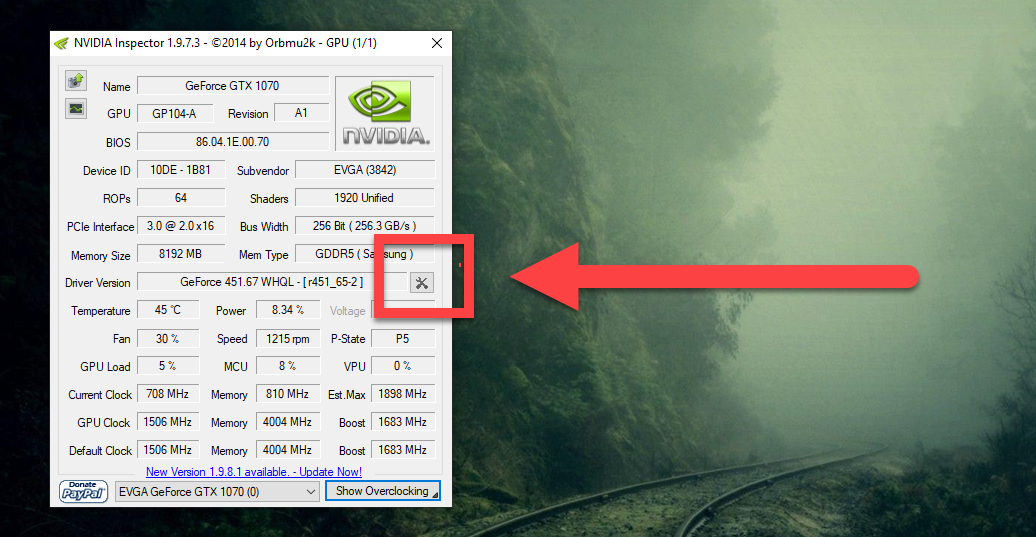 NVIDIA Inspector 1.9.7.3 - ©2014 by Orbmu2k - GPU (1/1)
Name GeForce GTX 1070
GPU GP104-A Revision A1
nVIDIA.
BIOS 86.04.1E.00.70
Device ID 10DE - 1B81 Subvendor EVGA (3842)
ROPs 64 Shaders 1920 Unified
PCIe Interface 3.0 @ 2.0 x16 Bus Width 256 Bit ( 256.3 GB/s )
Memory Size 8192 MB Mem Type GDDR5 ( Samsung )
Driver Version GeForce 451.67 WHQL - [ r451_65-2 ]
Temperature 45 °C Power 8.34 % Voltage
Fan 30 % Speed 1215 rpm P-State P5
GPU Load 5 % MCU 8 % VPU 0 %
Current Clock 708 MHz Memory 810 MHz Est.Max 1898 MHz
GPU Clock 1506 MHz Memory 4004 MHz Boost 1683 MHz
Default Clock 1506 MHz Memory 4004 MHz Boost 1683 MHz
New Version 1.9.8.1 available. - Update Now!
Donate
PayPal EVGA GeForce GTX 1070 (0) Show Overclocking